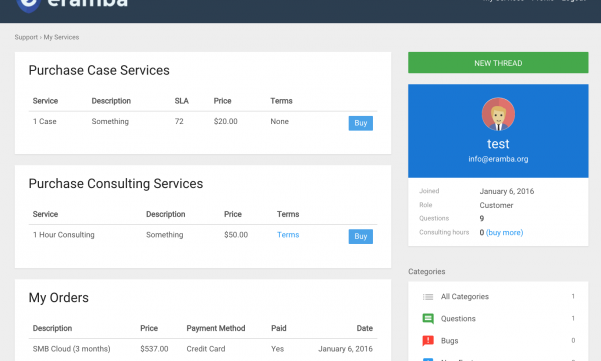 eramba
Support › My Services
Purchase Case Services
Service Description SLA Price Terms
1 Case Something 72 $20.00 None Buy
Purchase Consulting Services
Service Description Price Terms
1 Hour Consulting Something $50.00 Terms Buy
My Orders
Description Price Payment Method Paid Date
SMB Cloud (3 months) $537.00 Credit Card Yes January 6, 2016
NEW THREAD
test
info@eramba.org
Joined January 6, 2016
Role Customer
Questions 9
Consulting hours 0 (buy more)
Categories
All Categories 1
Questions 1
Bugs 0